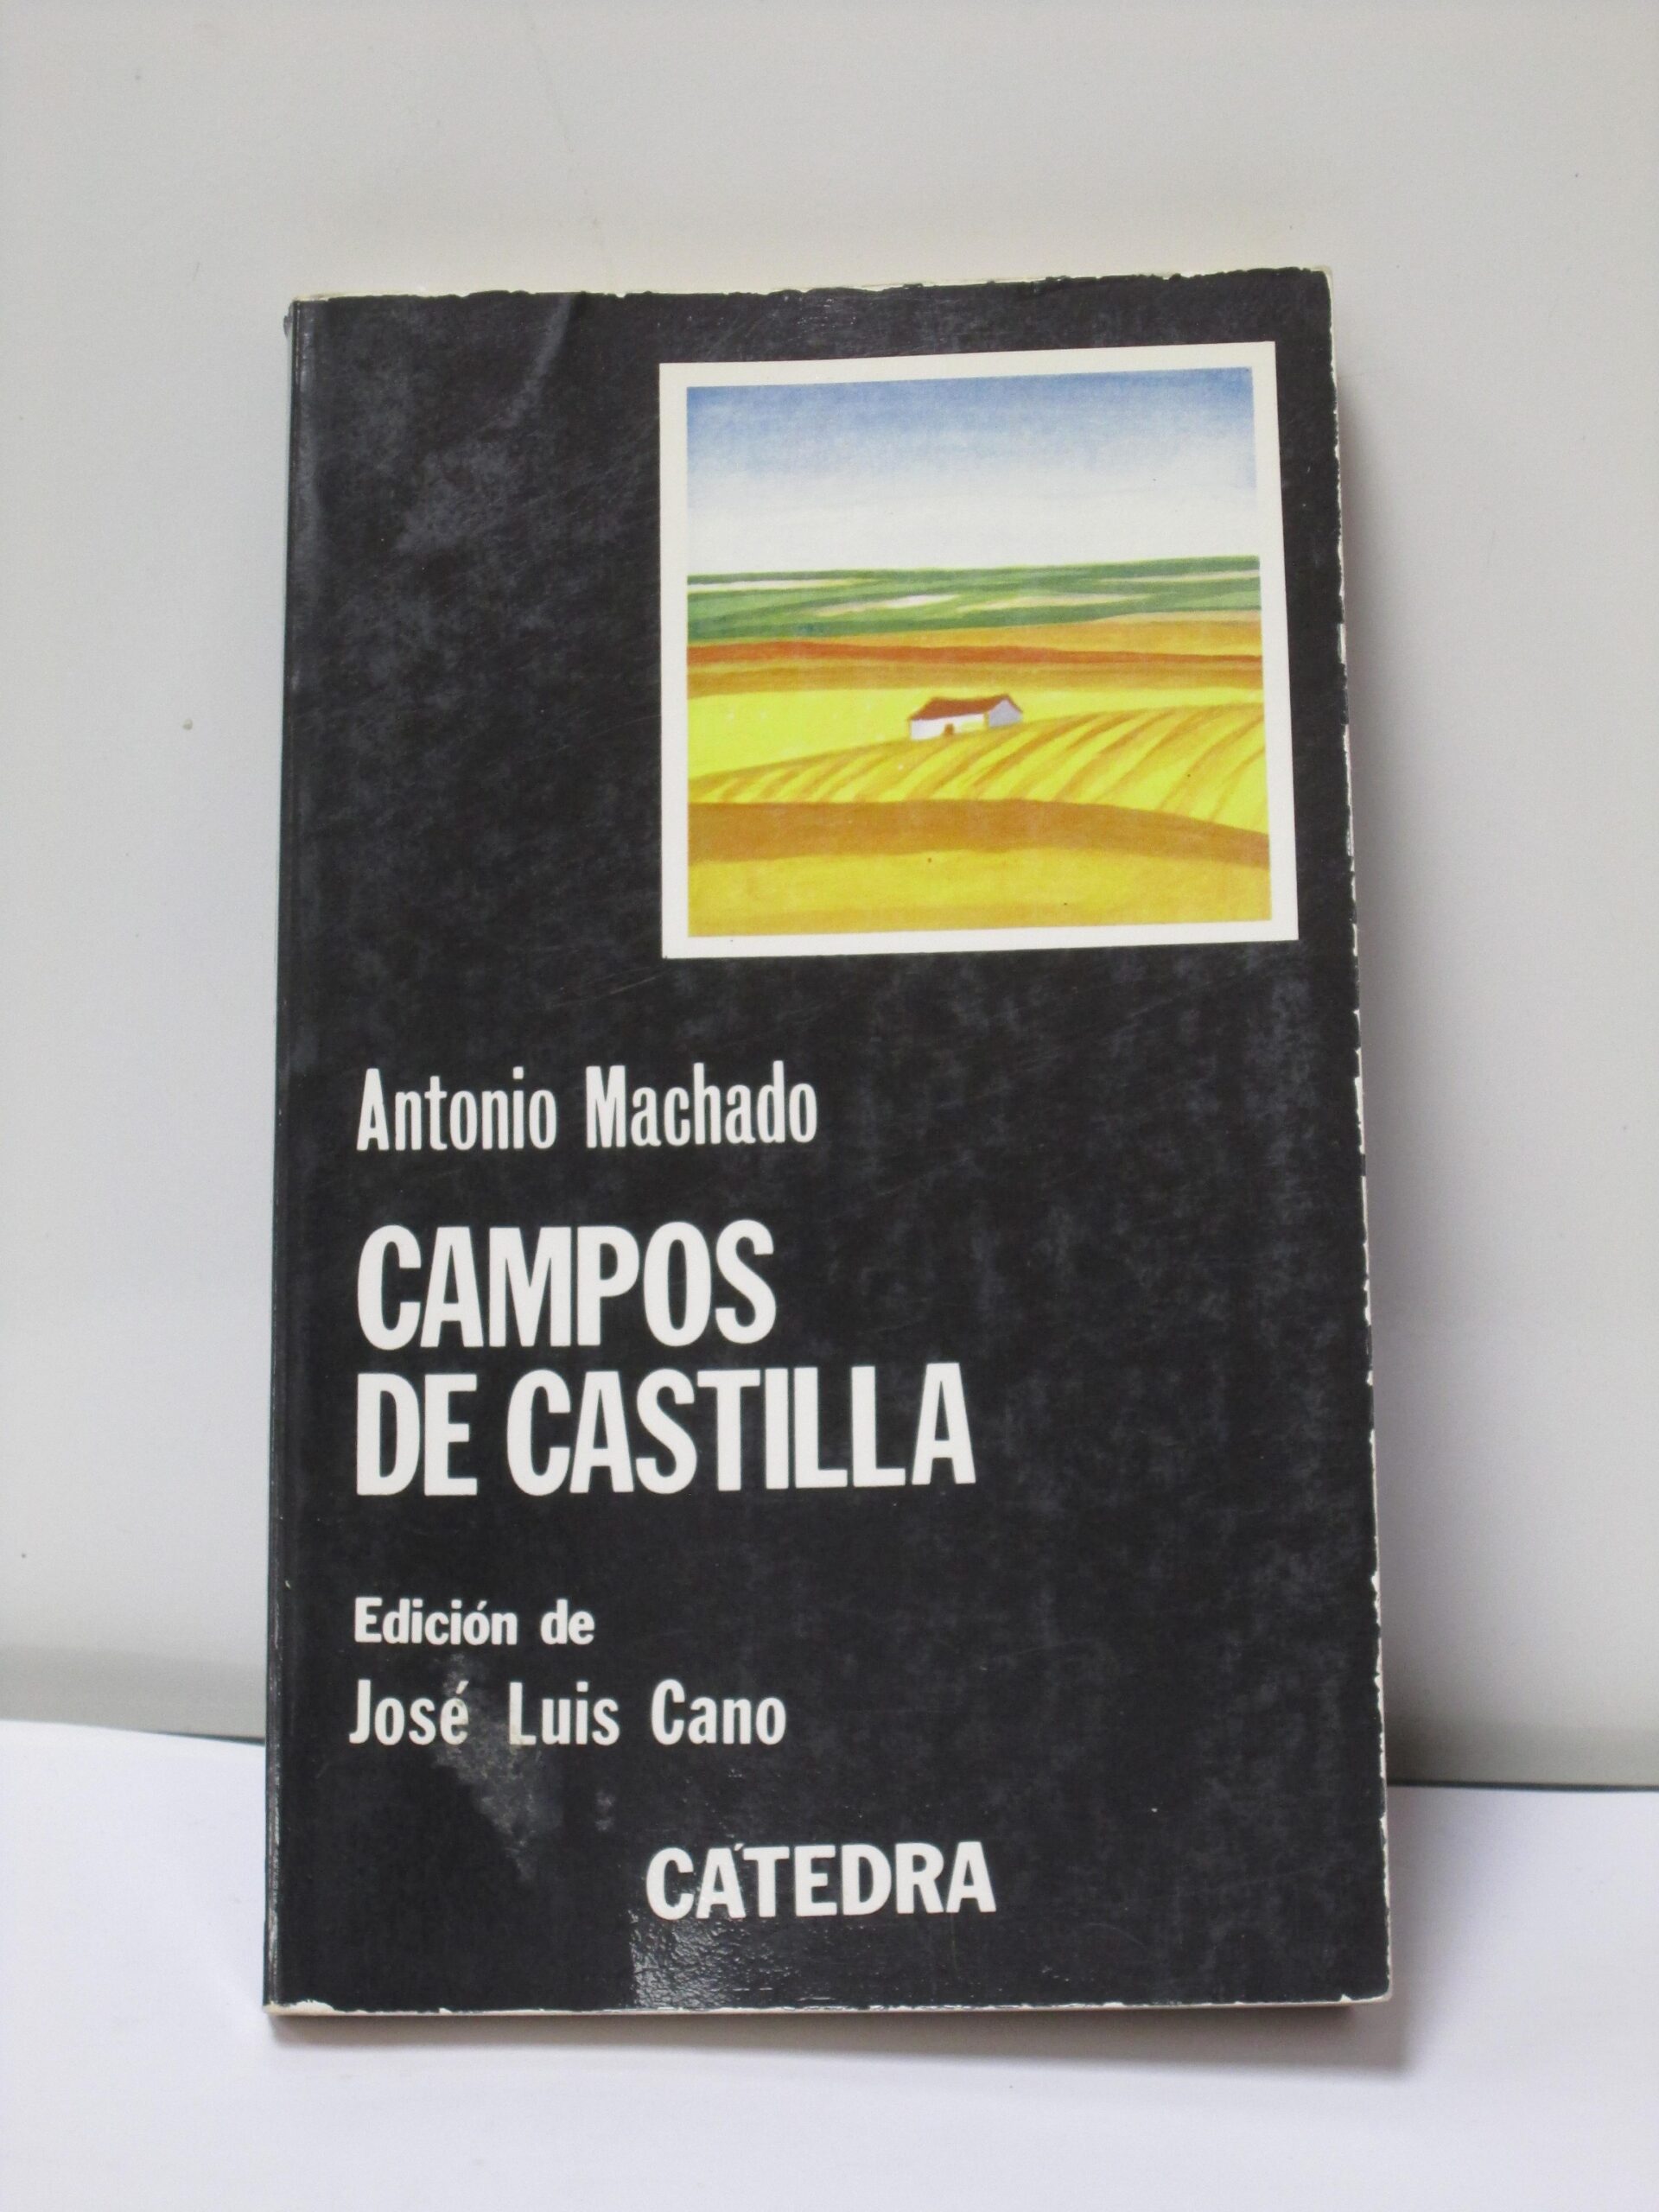 Antonio Machado
CAMPOS
DE CASTILLA
Edición de
José Luis Cano
CÁTEDRA